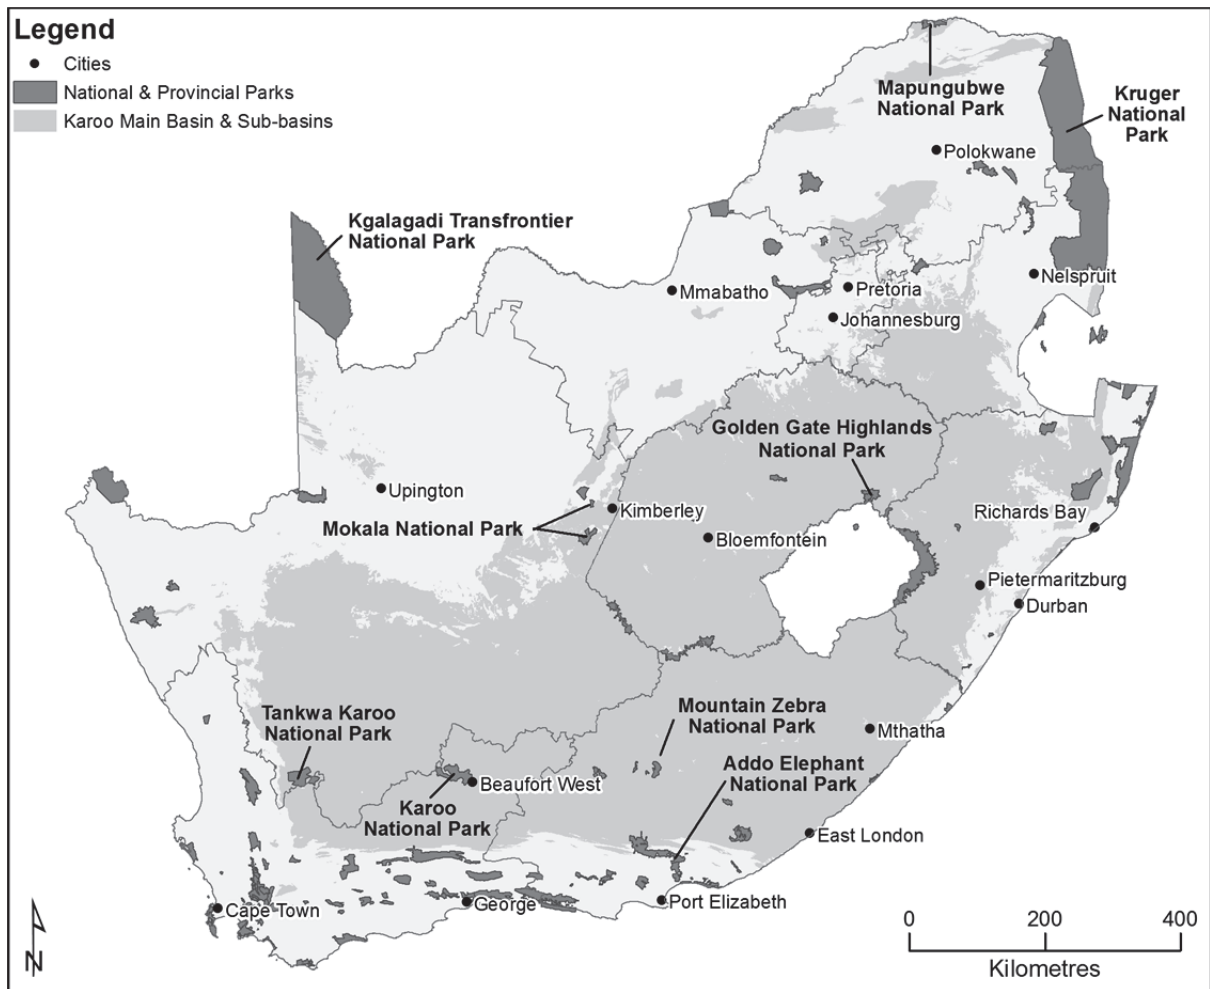 Legend
Cities
National & Provincial Parks
Karoo Main Basin & Sub-basins
Mapungubwe
National Park
Kruger
National
Park
Polokwane
Kgalagadi Transfrontier
National Park
Nelspruit
Mmabatho
Pretoria
Johannesburg
Golden Gate Highlands
National Park
Upington
Mokala National Park
Kimberley
Richards Bay
Bloemfontein
Pietermaritzburg
Durban
Tankwa Karoo
National Park
Mountain Zebra
National Park
Mthatha
Addo Elephant
National Park
Beaufort West
Karoo
National Park
East London
Cape Town
George
Port Elizabeth
N
0 200 400
Kilometres